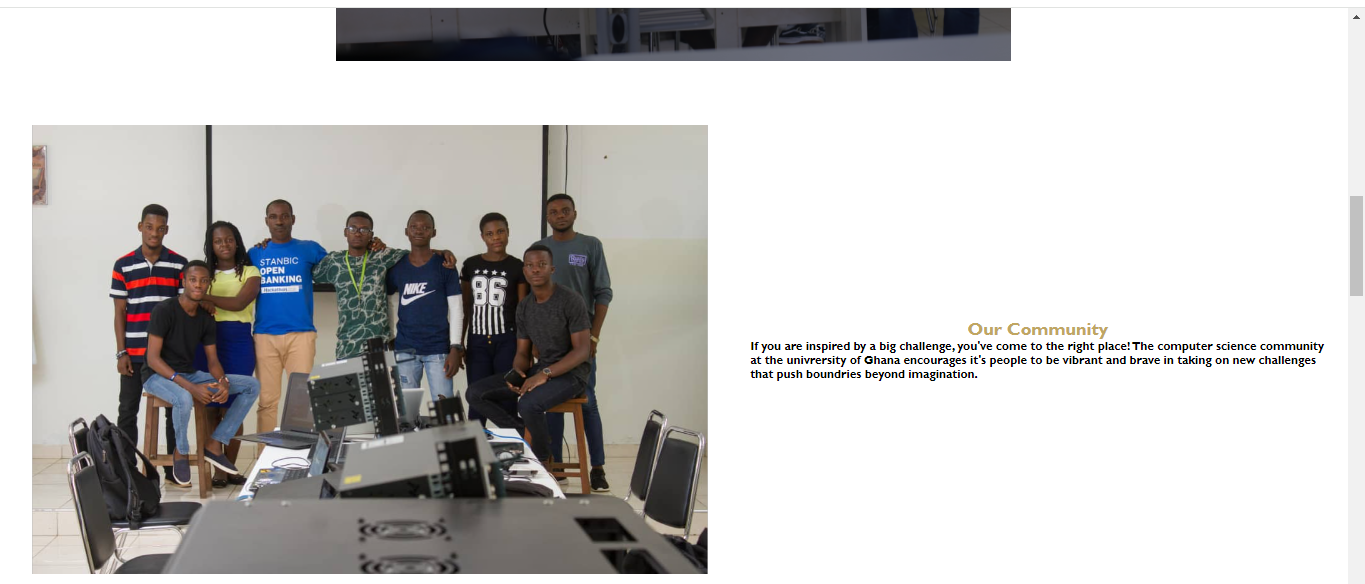 STANBIC
OPEN
BANKING
Hackathon
NIKE
86
Our Community
If you are inspired by a big challenge, you've come to the right place! The computer science community
at the univrersity of Ghana encourages it's people to be vibrant and brave in taking on new challenges
that push boundries beyond imagination.